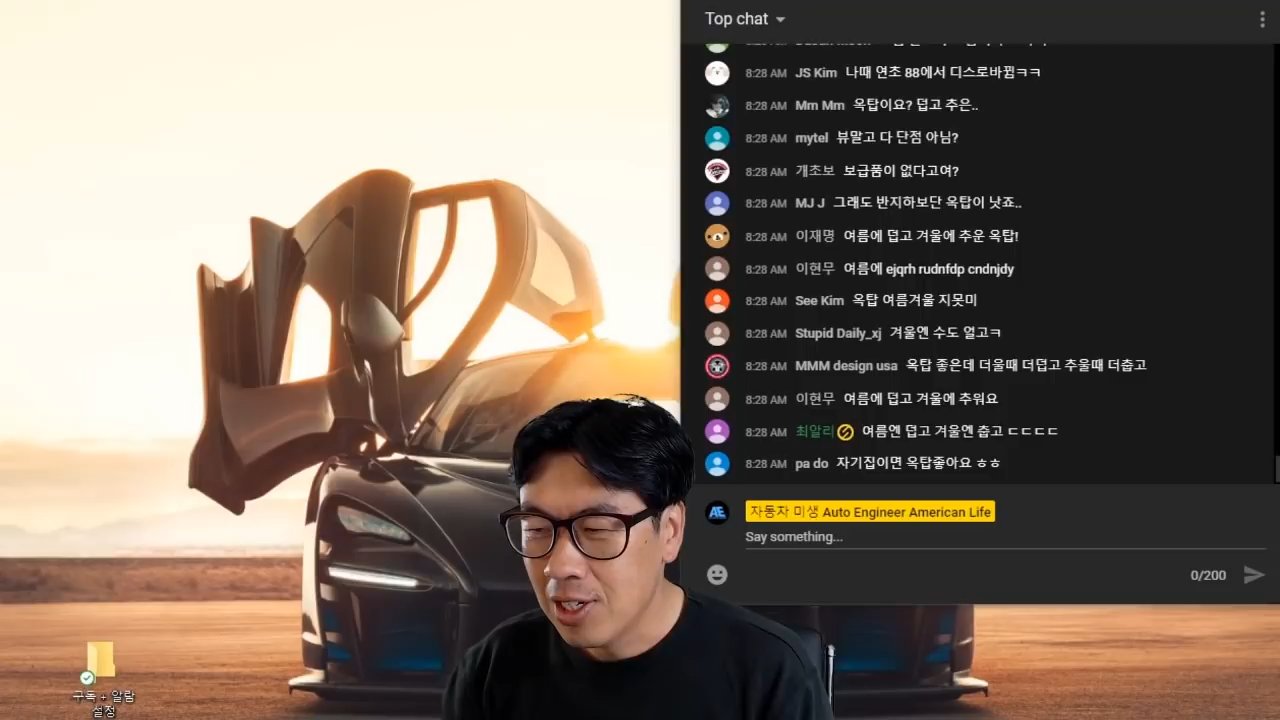 Top chat
8:28 AM JS Kim 나때 연초 88에서 디스로바뀜ㅋㅋ
8:28 AM Mm Mm 옥탑이요? 덥고 추은..
8:28 AM mytel 뷰말고 다 단점 아님?
8:28 AM 개초보 보급품이 없다고여?
8:28 AM MJ J 그래도 반지하보단 옥탑이 낫죠..
8:28 AM 이재명 여름에 덥고 겨울에 추운 옥탑!
8:28 AM 이현무 여름에 ejqrh rudnfdp cndnjdy
8:28 AM See Kim 옥탑 여름겨울 지못미
8:28 AM Stupid Daily_xj 겨울엔 수도 얼고ㅋ
8:28 AM MMM design usa 옥탑 좋은데 더울때 더덥고 추울때 더춥고
8:28 AM 이현무 여름에 덥고 겨울에 추워요
8:28 AM 최알리 여름엔 덥고 겨울엔 춥고 ㄷㄷㄷㄷ
8:28 AM pa do 자기집이면 옥탑좋아요 ㅎㅎ
AE 자동차 미생 Auto Engineer American Life
Say something...
0/200
구독 + 알람
설정